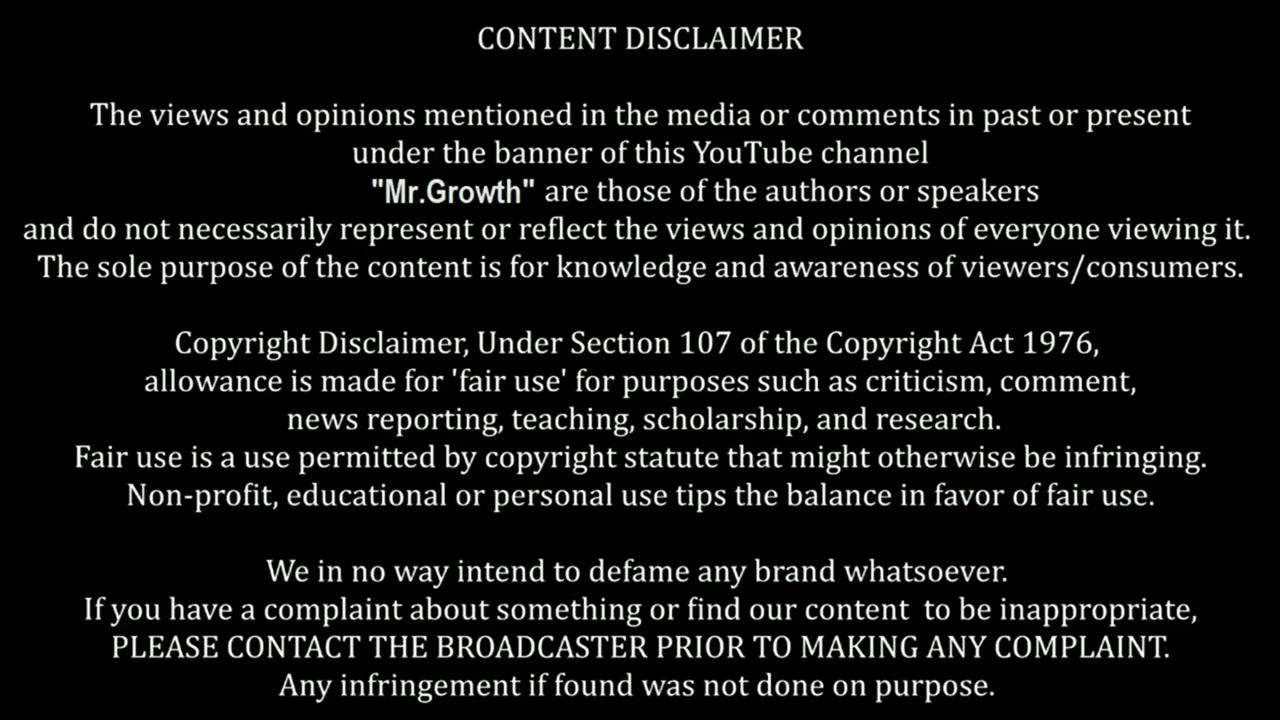 CONTENT DISCLAIMER
The views and opinions mentioned in the media or comments in past or present
under the banner of this YouTube channel
"Mr.Growth" are those of the authors or speakers
and do not necessarily represent or reflect the views and opinions of everyone viewing it.
The sole purpose of the content is for knowledge and awareness of viewers/consumers.
Copyright Disclaimer, Under Section 107 of the Copyright Act 1976,
allowance is made for 'fair use' for purposes such as criticism, comment,
news reporting, teaching, scholarship, and research.
Fair use is a use permitted by copyright statute that might otherwise be infringing.
Non-profit, educational or personal use tips the balance in favor of fair use.
We in no way intend to defame any brand whatsoever.
If you have a complaint about something or find our content  to be inappropriate,
PLEASE CONTACT THE BROADCASTER PRIOR TO MAKING ANY COMPLAINT.
Any infringement if found was not done on purpose.